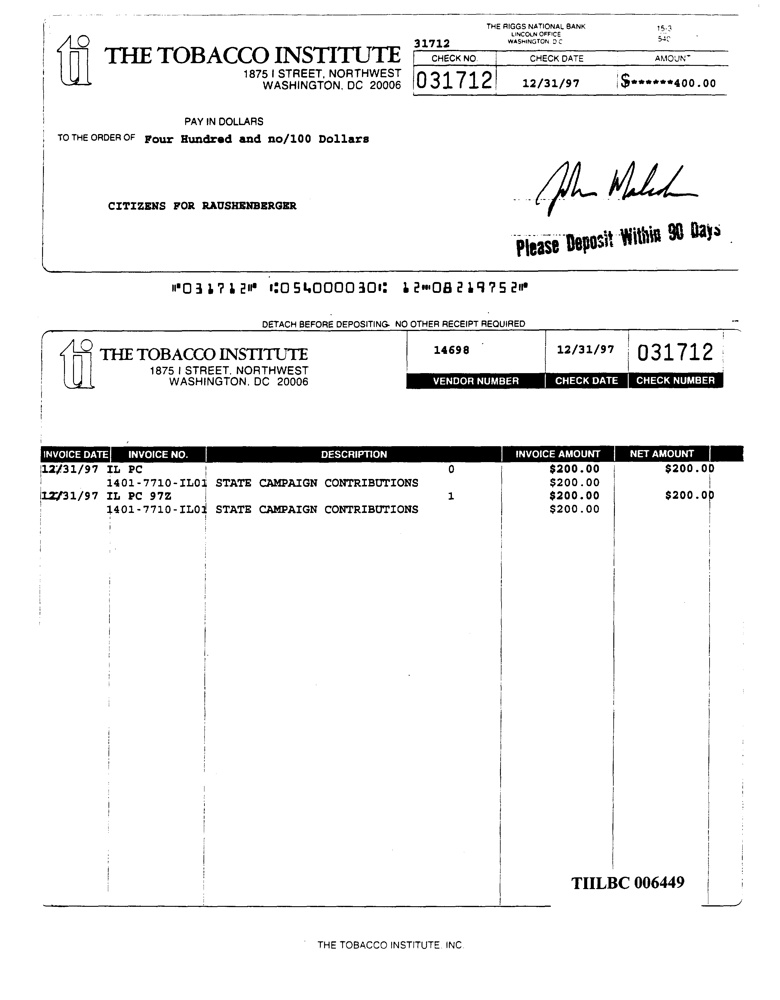 THE RIGGS NATIONAL BANK
LINCOLN OFFICE
WASHINGTON D C
15-3
540
31712
ti THE TOBACCO INSTITUTE
1875 I STREET, NORTHWEST
WASHINGTON, DC 20006
CHECK NO. CHECK DATE AMOUNT
031712 12/31/97 $******400.00
PAY IN DOLLARS
TO THE ORDER OF Four Hundred and no/100 Dollars
CITIZENS FOR RAUSHENBERGER
Please Deposit Within 90 Days
⑈031712⑈ ⑆054000030⑆ 12⑉08219752⑈
DETACH BEFORE DEPOSITING- NO OTHER RECEIPT REQUIRED
ti THE TOBACCO INSTITUTE
1875 I STREET, NORTHWEST
WASHINGTON, DC 20006
14698 12/31/97 031712
VENDOR NUMBER CHECK DATE CHECK NUMBER
INVOICE DATE INVOICE NO. DESCRIPTION INVOICE AMOUNT NET AMOUNT
12/31/97 IL PC 0 $200.00 $200.00
1401-7710-IL01 STATE CAMPAIGN CONTRIBUTIONS $200.00
12/31/97 IL PC 97Z 1 $200.00 $200.00
1401-7710-IL01 STATE CAMPAIGN CONTRIBUTIONS $200.00
TIILBC 006449
THE TOBACCO INSTITUTE. INC.